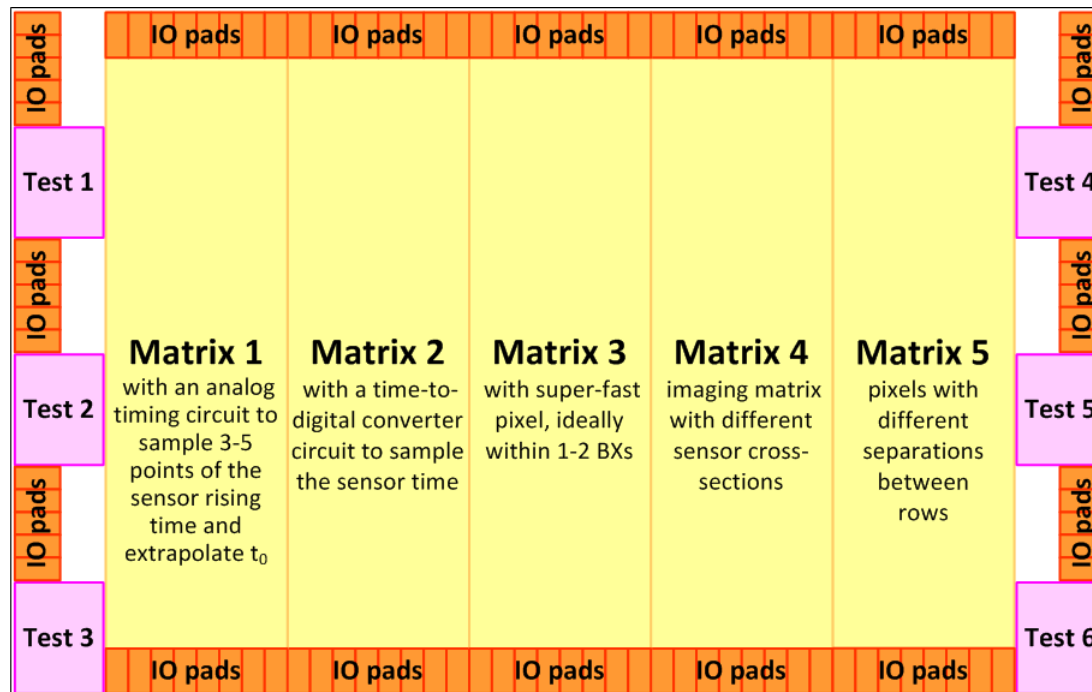 IO pads
IO pads IO pads IO pads IO pads IO pads
IO pads
Test 1
Test 4
IO pads
IO pads
Matrix 1
with an analog
timing circuit to
sample 3-5
points of the
sensor rising
time and
extrapolate t₀
Matrix 2
with a time-to-
digital converter
circuit to sample
the sensor time
Matrix 3
with super-fast
pixel, ideally
within 1-2 BXs
Matrix 4
imaging matrix
with different
sensor cross-
sections
Matrix 5
pixels with
different
separations
between
rows
Test 2
Test 5
IO pads
IO pads
Test 3
Test 6
IO pads IO pads IO pads IO pads IO pads